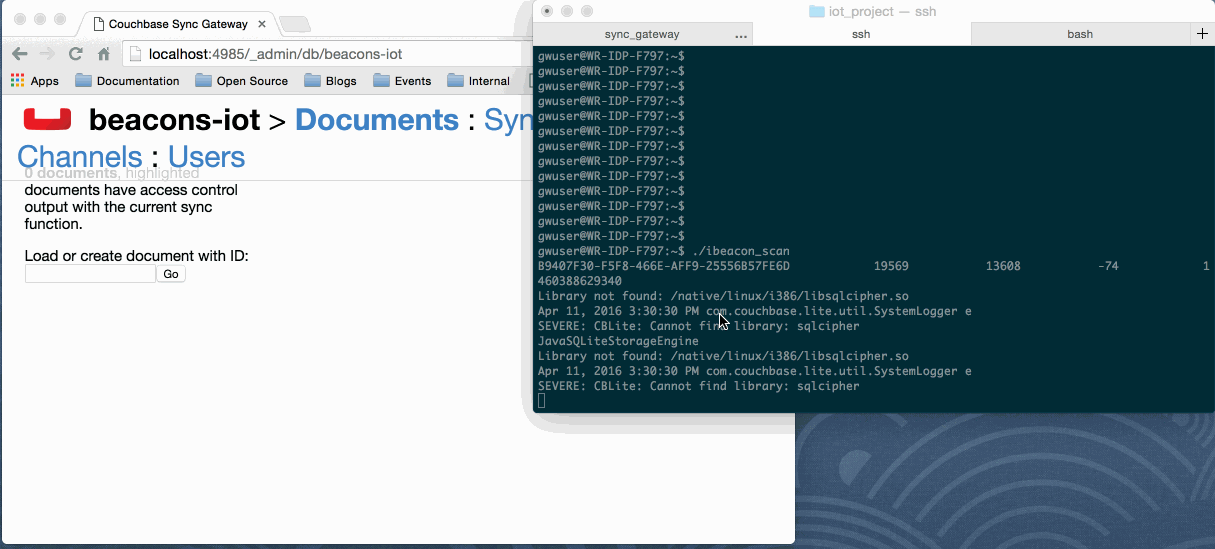 Couchbase Sync Gateway
localhost:4985/_admin/db/beacons-iot
Apps Documentation Open Source Blogs Events Internal
beacons-iot > Documents : Syn
Channels : Users
0 documents, highlighted
documents have access control
output with the current sync
function.
Load or create document with ID:
Go
iot_project — ssh
sync_gateway ... ssh bash +
gwuser@WR-IDP-F797:~$
gwuser@WR-IDP-F797:~$
gwuser@WR-IDP-F797:~$
gwuser@WR-IDP-F797:~$
gwuser@WR-IDP-F797:~$
gwuser@WR-IDP-F797:~$
gwuser@WR-IDP-F797:~$
gwuser@WR-IDP-F797:~$
gwuser@WR-IDP-F797:~$
gwuser@WR-IDP-F797:~$
gwuser@WR-IDP-F797:~$
gwuser@WR-IDP-F797:~$
gwuser@WR-IDP-F797:~$
gwuser@WR-IDP-F797:~$ ./ibeacon_scan
B9407F30-F5F8-466E-AFF9-25556B57FE6D 19569 13608 -74 1
460388629340
Library not found: /native/linux/i386/libsqlcipher.so
Apr 11, 2016 3:30:30 PM com.couchbase.lite.util.SystemLogger e
SEVERE: CBLite: Cannot find library: sqlcipher
JavaSQLiteStorageEngine
Library not found: /native/linux/i386/libsqlcipher.so
Apr 11, 2016 3:30:30 PM com.couchbase.lite.util.SystemLogger e
SEVERE: CBLite: Cannot find library: sqlcipher